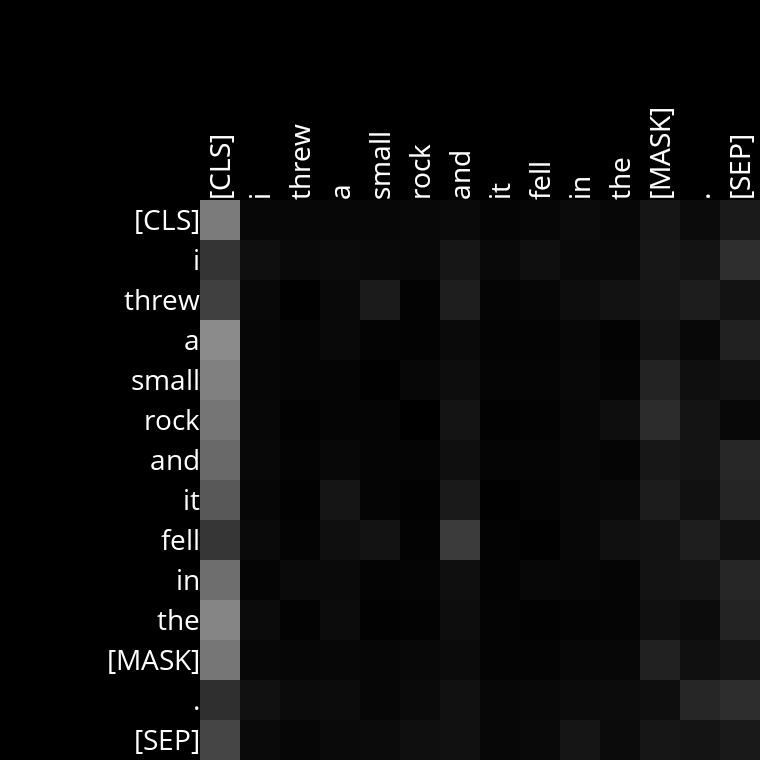 [CLS] i threw a small rock and it fell in the [MASK] . [SEP]
[CLS]
i
threw
a
small
rock
and
it
fell
in
the
[MASK]
.
[SEP]